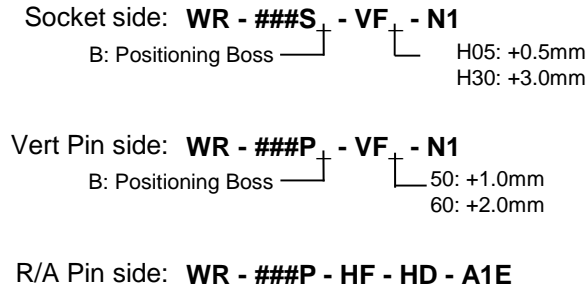 Socket side: WR - ###S - VF - N1
B: Positioning Boss
H05: +0.5mm
H30: +3.0mm
Vert Pin side: WR - ###P - VF - N1
B: Positioning Boss
50: +1.0mm
60: +2.0mm
R/A Pin side: WR - ###P - HF - HD - A1E